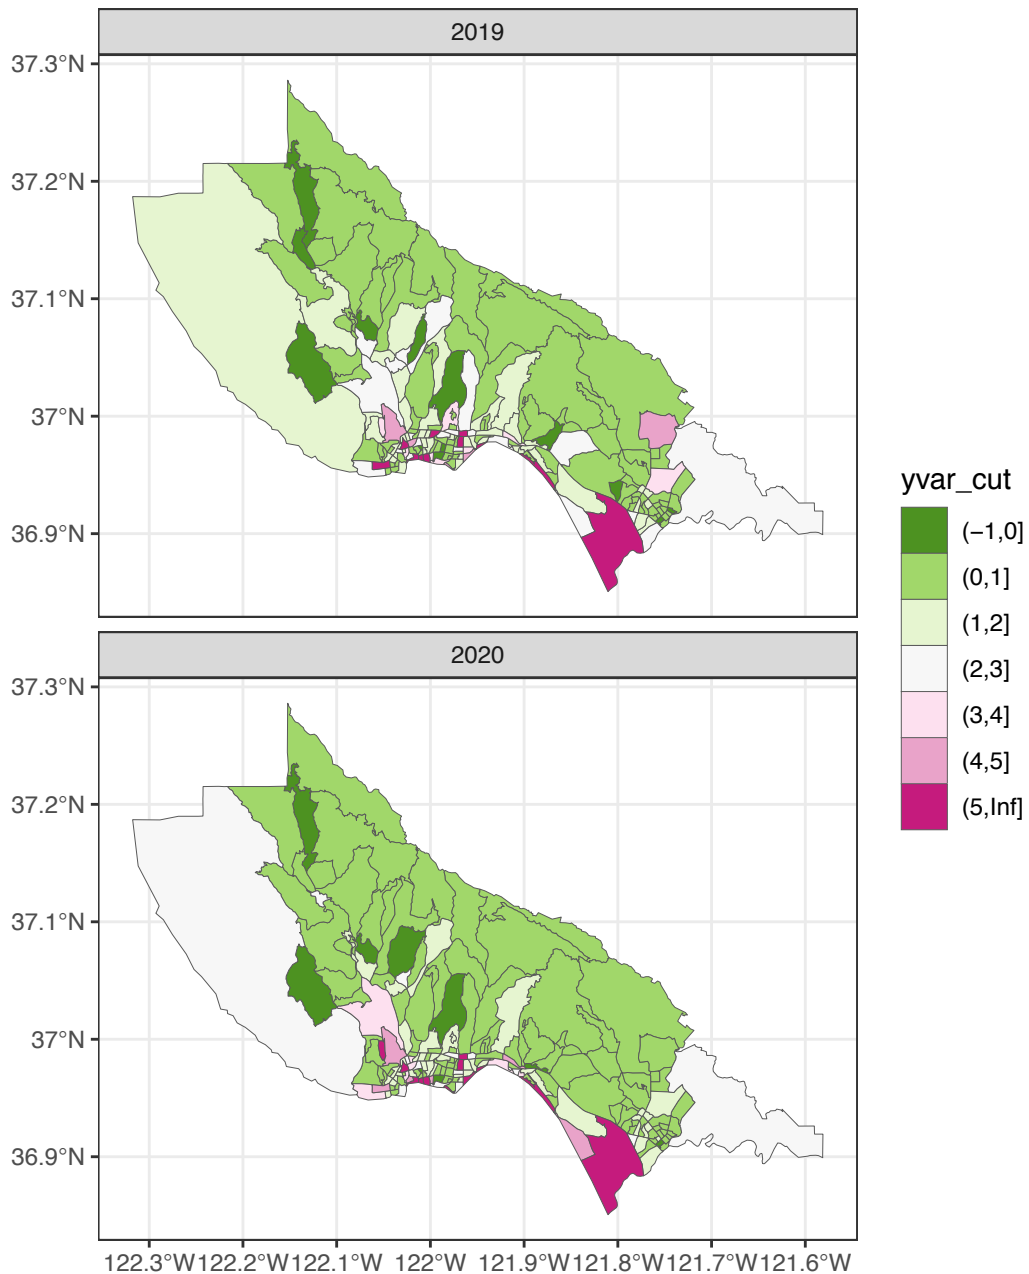 2019
37.3°N
37.2°N
37.1°N
37°N
36.9°N
2020
37.3°N
37.2°N
37.1°N
37°N
36.9°N
122.3°W122.2°W122.1°W 122°W 121.9°W121.8°W121.7°W121.6°W
yvar_cut
(−1,0]
(0,1]
(1,2]
(2,3]
(3,4]
(4,5]
(5,Inf]